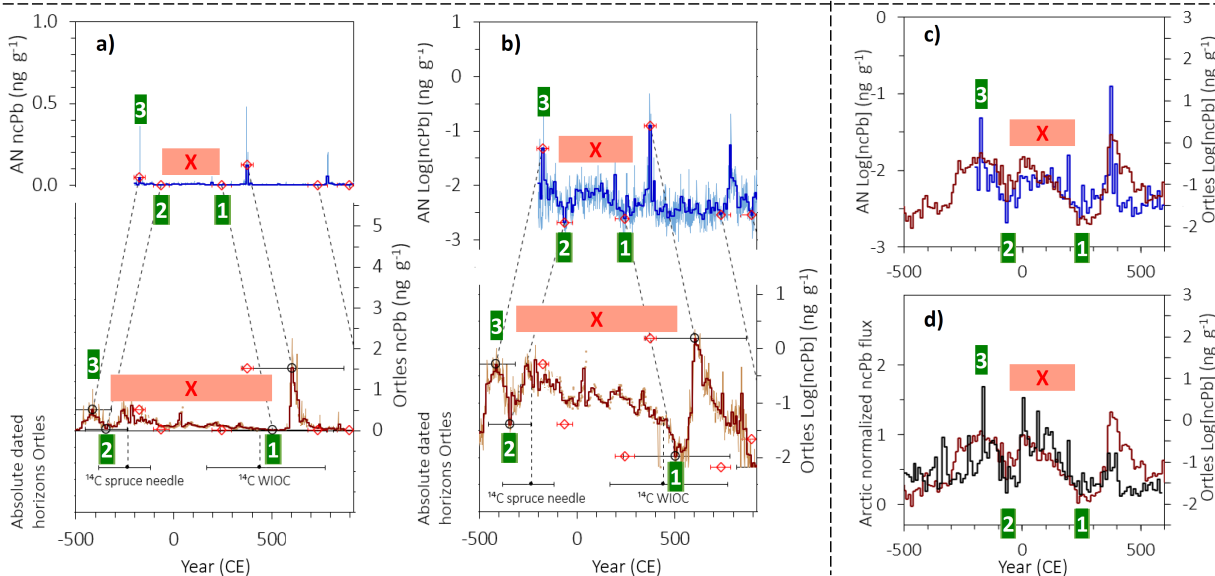 a)
AN ncPb (ng g-1)
1.0
0.5
0.0
3
X
2
1
Ortles ncPb (ng g-1)
5
4
3
2
1
0
3
X
2
1
14C spruce needle
14C WIOC
Absolute dated
horizons Ortles
-500
0
500
Year (CE)
b)
AN Log[ncPb] (ng g-1)
1
0
-1
-2
-3
3
X
2
1
Ortles Log[ncPb] (ng g-1)
1
0
-1
-2
3
X
2
1
14C spruce needle
14C WIOC
Absolute dated
horizons Ortles
-500
0
500
Year (CE)
c)
AN Log[ncPb] (ng g-1)
0
-1
-2
-3
3
X
2
1
Ortles Log[ncPb] (ng g-1)
3
2
1
0
-1
-2
-500
0
500
d)
Arctic normalized ncPb flux
3
2
1
0
3
X
2
1
Ortles Log[ncPb] (ng g-1)
3
2
1
0
-1
-2
-500
0
500
Year (CE)